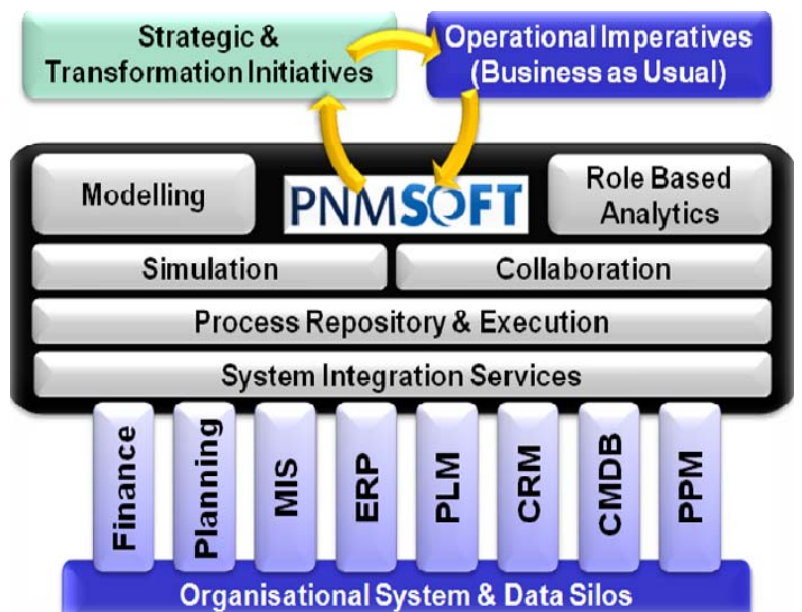 Strategic &
Transformation Initiatives
Operational Imperatives
(Business as Usual)
Modelling
PNMSOFT
Role Based
Analytics
Simulation
Collaboration
Process Repository & Execution
System Integration Services
Finance
Planning
MIS
ERP
PLM
CRM
CMDB
PPM
Organisational System & Data Silos